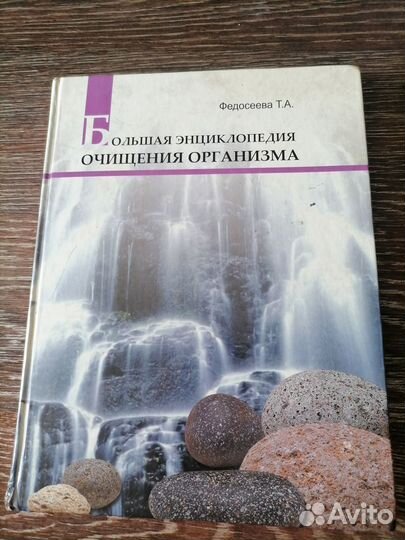 Федосеева Т.А.
Большая энциклопедия
очищения организма
Avito